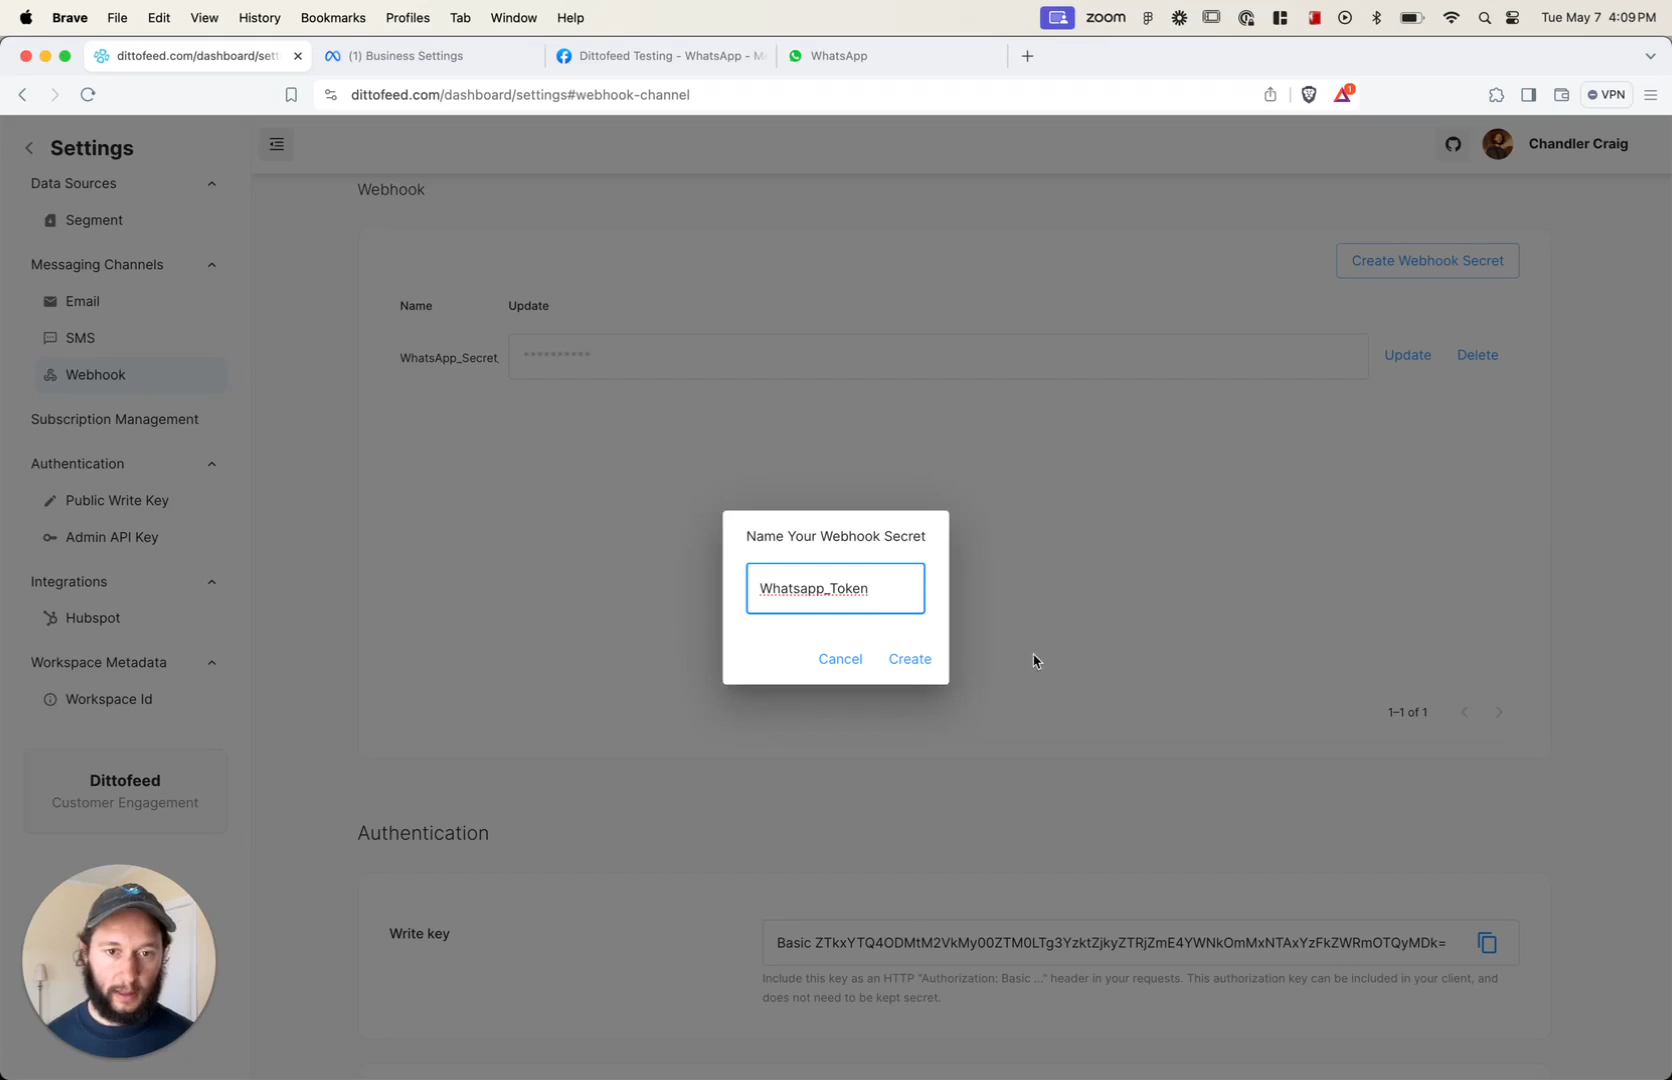 Brave File Edit View History Bookmarks Profiles Tab Window Help
zoom
Tue May 7 4:09 PM
dittofeed.com/dashboard/sett
(1) Business Settings
Dittofeed Testing - WhatsApp - M
WhatsApp
dittofeed.com/dashboard/settings#webhook-channel
1
VPN
Settings
Chandler Craig
Data Sources
Segment
Messaging Channels
Email
SMS
Webhook
Subscription Management
Authentication
Public Write Key
Admin API Key
Integrations
Hubspot
Workspace Metadata
Workspace Id
Dittofeed
Customer Engagement
Webhook
Create Webhook Secret
Name Update
WhatsApp_Secret
**********
Update Delete
Name Your Webhook Secret
Whatsapp_Token
Cancel Create
1–1 of 1
Authentication
Write key
Basic ZTkxYTQ4ODMtM2VkMy00ZTM0LTg3YzktZjkyZTRjZmE4YWNkOmMxNTAxYzFkZWRmOTQyMDk=
Include this key as an HTTP "Authorization: Basic ..." header in your requests. This authorization key can be included in your client, and
does not need to be kept secret.